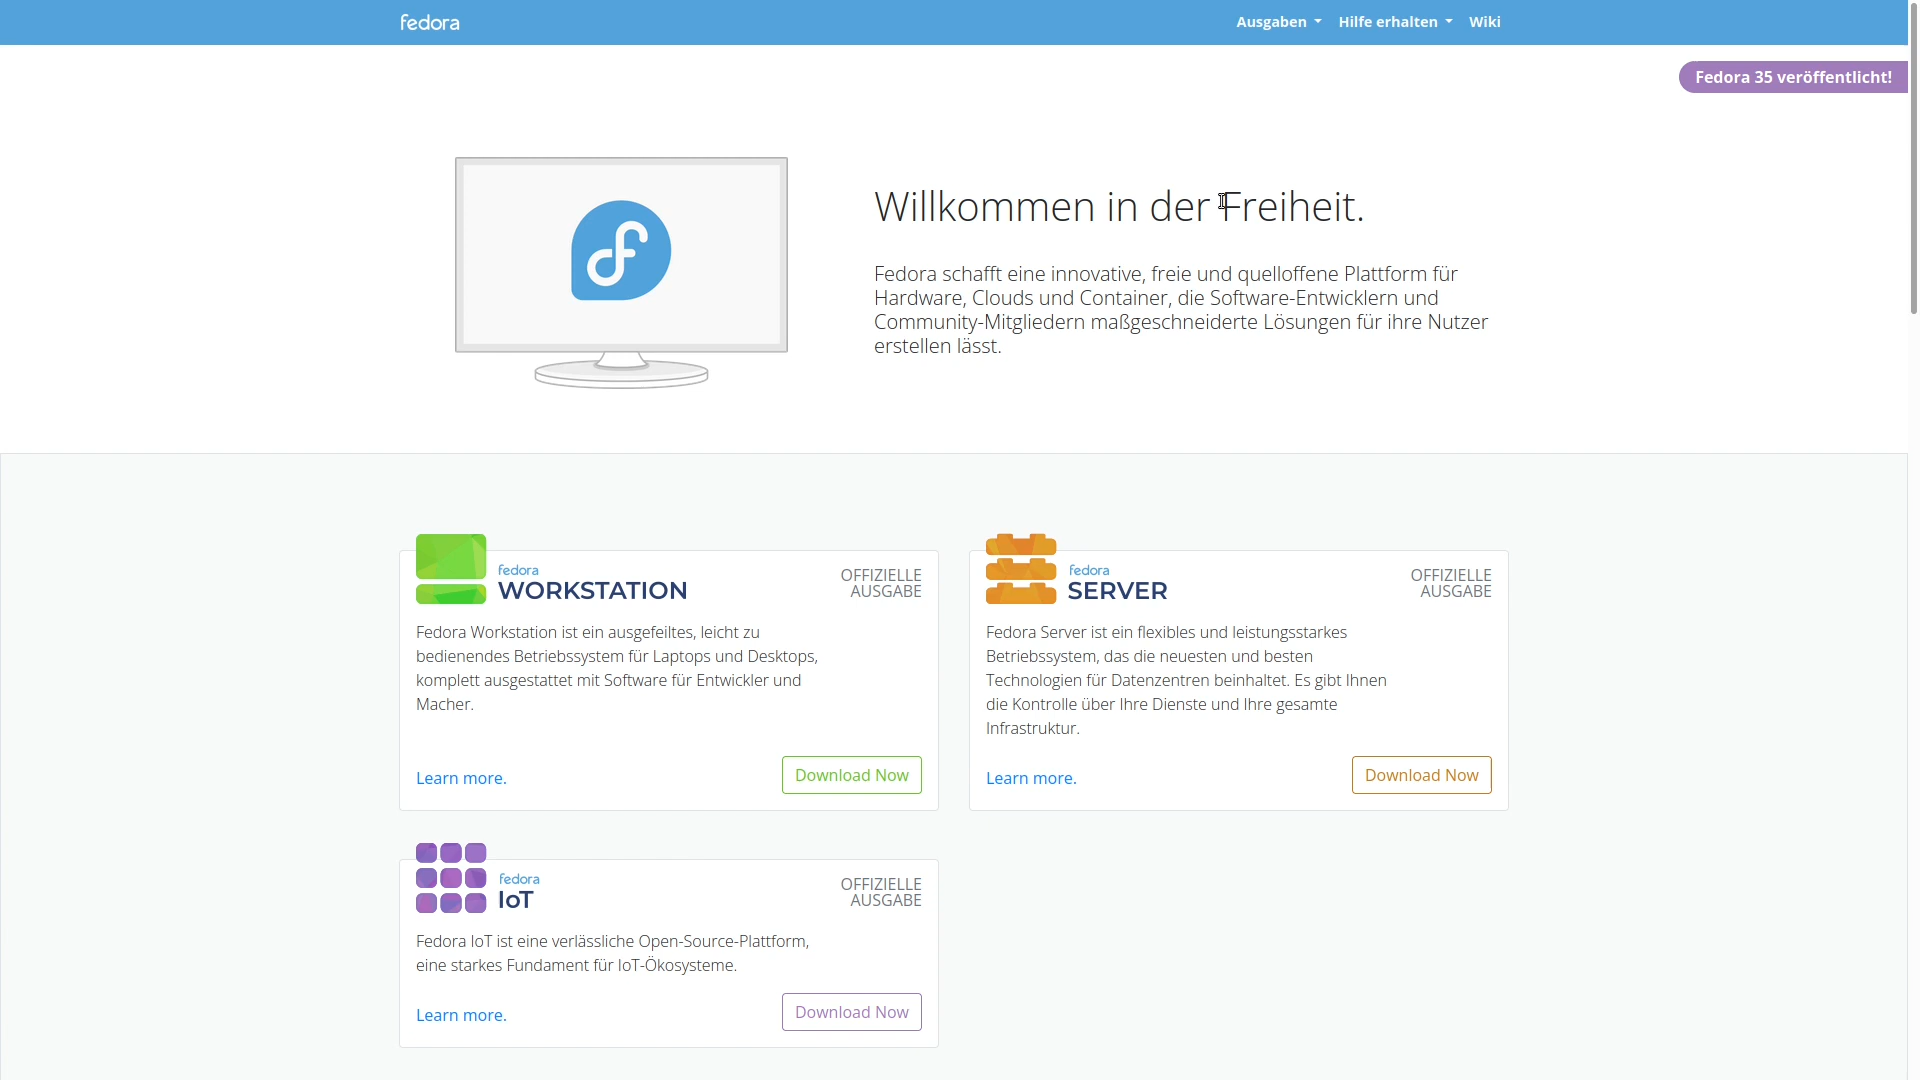 fedora
Ausgaben
Hilfe erhalten
Wiki
Fedora 35 veröffentlicht!
Willkommen in der Freiheit.
Fedora schafft eine innovative, freie und quelloffene Plattform für
Hardware, Clouds und Container, die Software-Entwicklern und
Community-Mitgliedern maßgeschneiderte Lösungen für ihre Nutzer
erstellen lässt.
fedora
WORKSTATION
OFFIZIELLE
AUSGABE
Fedora Workstation ist ein ausgefeiltes, leicht zu
bedienendes Betriebssystem für Laptops und Desktops,
komplett ausgestattet mit Software für Entwickler und
Macher.
Learn more.
Download Now
fedora
SERVER
OFFIZIELLE
AUSGABE
Fedora Server ist ein flexibles und leistungsstarkes
Betriebssystem, das die neuesten und besten
Technologien für Datenzentren beinhaltet. Es gibt Ihnen
die Kontrolle über Ihre Dienste und Ihre gesamte
Infrastruktur.
Learn more.
Download Now
fedora
IoT
OFFIZIELLE
AUSGABE
Fedora IoT ist eine verlässliche Open-Source-Plattform,
eine starkes Fundament für IoT-Ökosysteme.
Learn more.
Download Now